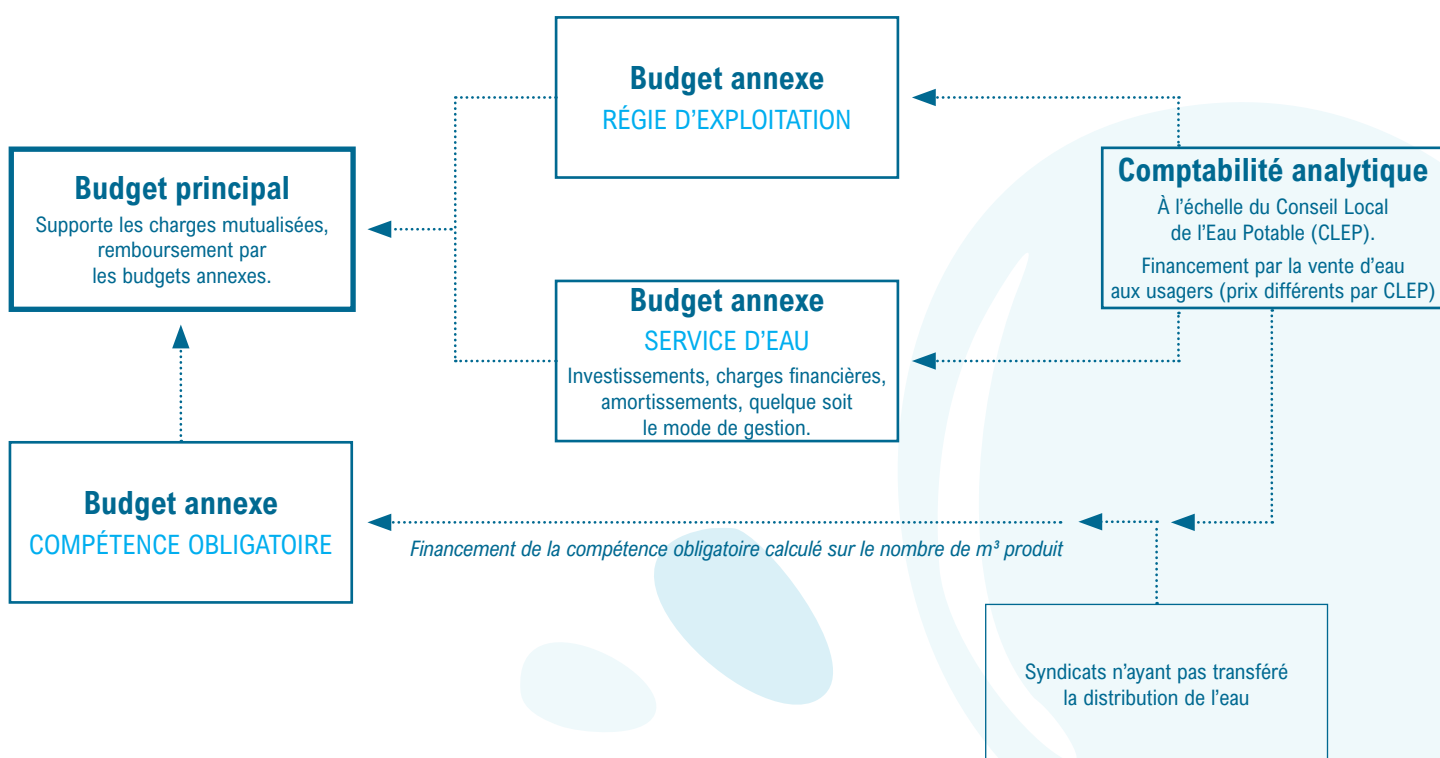 Budget annexe
RÉGIE D'EXPLOITATION
Budget principal
Supporte les charges mutualisées,
remboursement par
les budgets annexes.
Comptabilité analytique
À l'échelle du Conseil Local
de l'Eau Potable (CLEP).
Financement par la vente d'eau
aux usagers (prix différents par CLEP)
Budget annexe
SERVICE D'EAU
Investissements, charges financières,
amortissements, quelque soit
le mode de gestion.
Budget annexe
COMPÉTENCE OBLIGATOIRE
Financement de la compétence obligatoire calculé sur le nombre de m³ produit
Syndicats n'ayant pas transféré
la distribution de l'eau